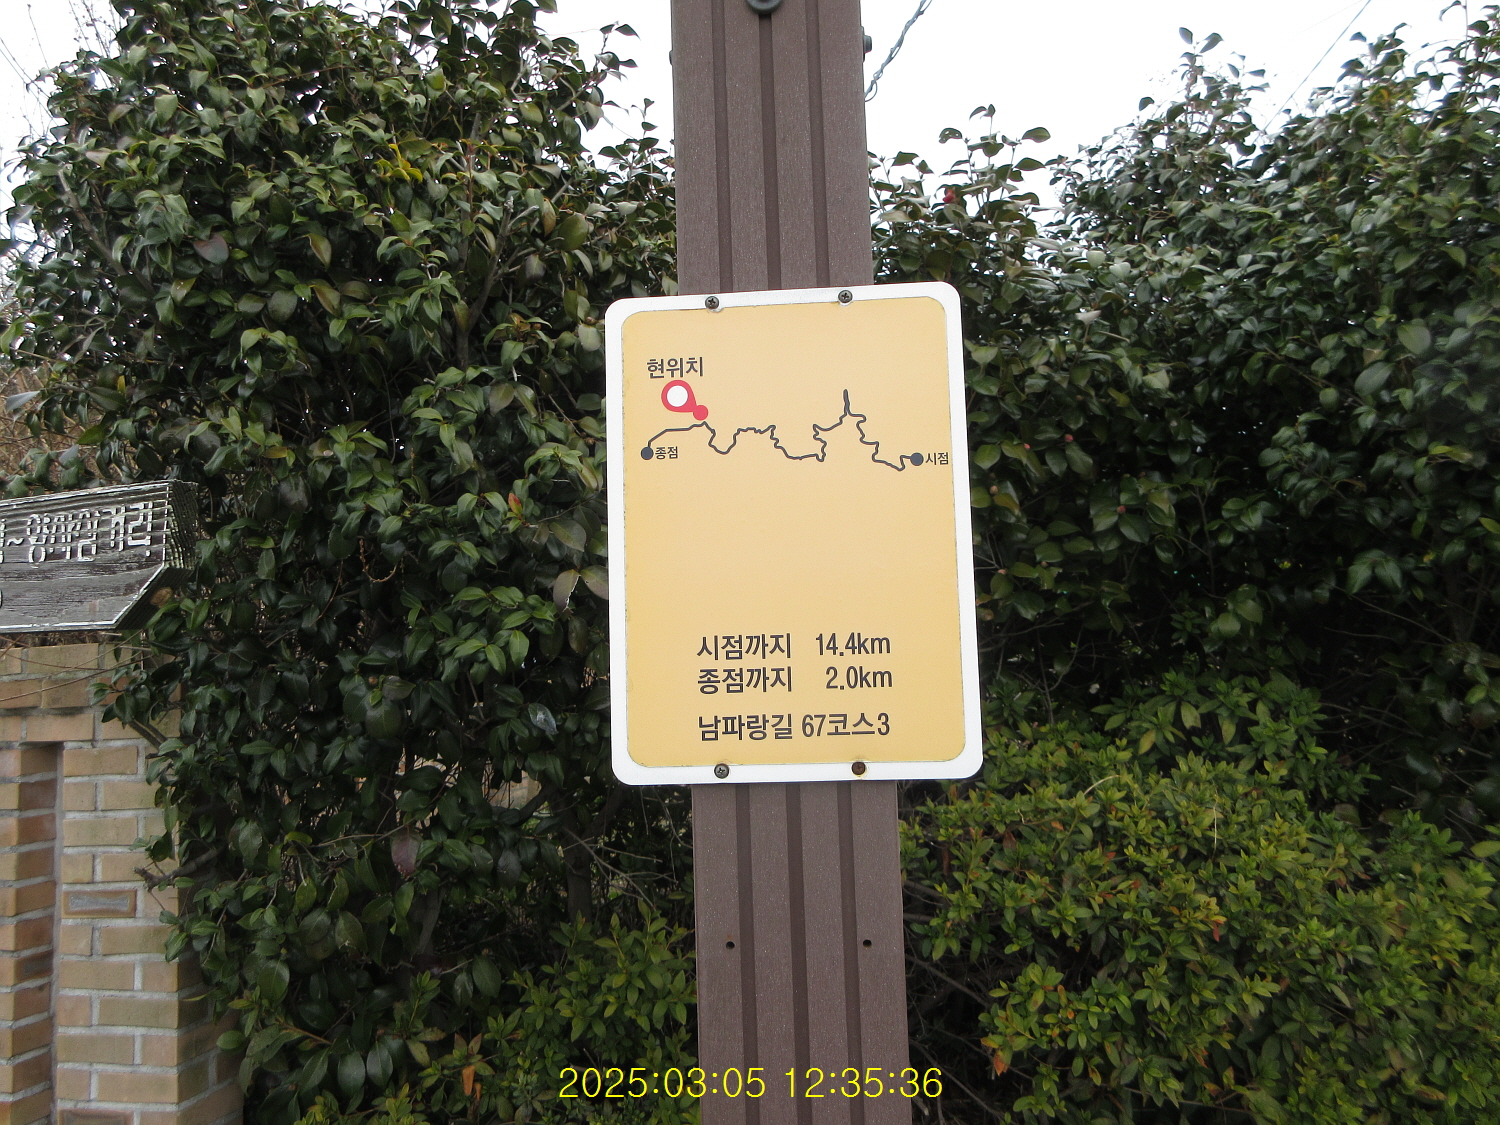 현위치
종점
시점
시점까지 14.4km
종점까지 2.0km
남파랑길 67코스3
2025:03:05 12:35:36